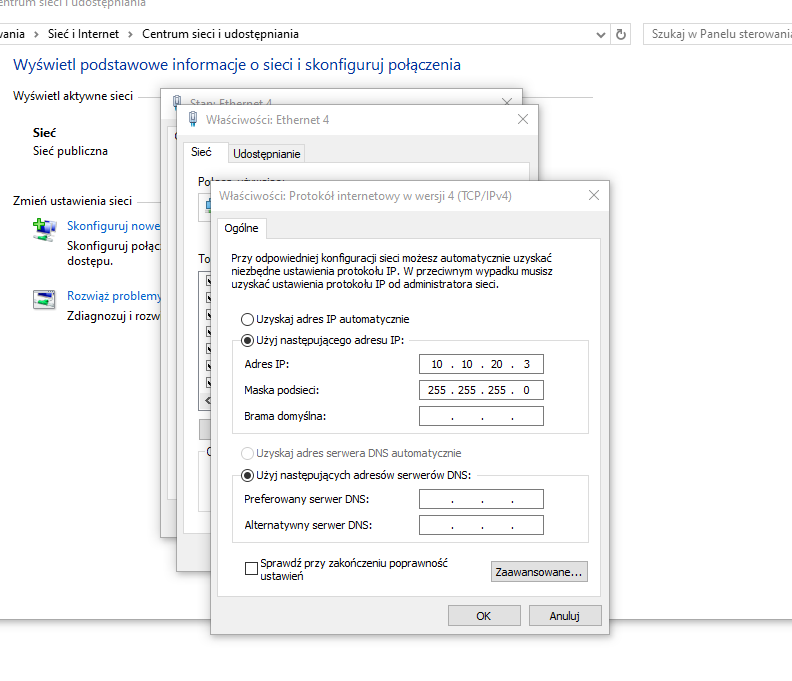 Centrum sieci i udostępniania
wania > Sieć i Internet > Centrum sieci i udostępniania
Szukaj w Panelu sterowania
Wyświetl podstawowe informacje o sieci i skonfiguruj połączenia
Wyświetl aktywne sieci
Sieć
Sieć publiczna
Zmień ustawienia sieci
Skonfiguruj nowe
Skonfiguruj połąc
dostępu.
Rozwiąż problemy
Zdiagnozuj i rozw
Stan: Ethernet 4
Właściwości: Ethernet 4
Sieć
Udostępnianie
To
Właściwości: Protokół internetowy w wersji 4 (TCP/IPv4)
Ogólne
Przy odpowiedniej konfiguracji sieci możesz automatycznie uzyskać
niezbędne ustawienia protokołu IP. W przeciwnym wypadku musisz
uzyskać ustawienia protokołu IP od administratora sieci.
Uzyskaj adres IP automatycznie
Użyj następującego adresu IP:
Adres IP: 10 . 10 . 20 . 3
Maska podsieci: 255 . 255 . 255 . 0
Brama domyślna: . . .
Uzyskaj adres serwera DNS automatycznie
Użyj następujących adresów serwerów DNS:
Preferowany serwer DNS: . . .
Alternatywny serwer DNS: . . .
Sprawdź przy zakończeniu poprawność
ustawień
Zaawansowane...
OK
Anuluj